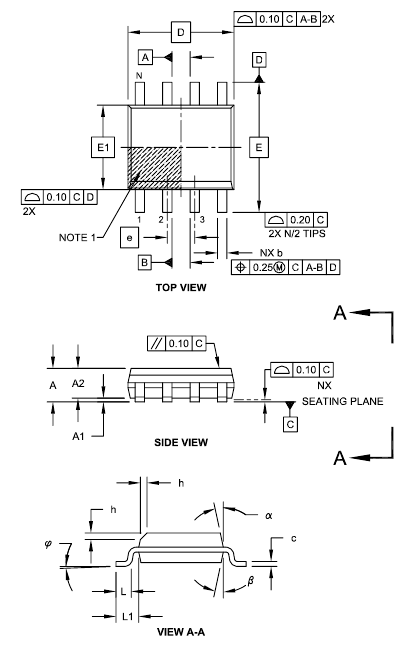 0.10 C A-B 2X
D
A
D
N
E1
E
0.10 C D
2X
1 2 3
0.20 C
2X N/2 TIPS
NOTE 1
e
NX b
B
0.25 Ⓜ C A-B D
TOP VIEW
A
// 0.10 C
0.10 C
NX
A A2
SEATING PLANE
A1
C
SIDE VIEW
A
h
h
α
c
φ
β
L
L1
VIEW A-A